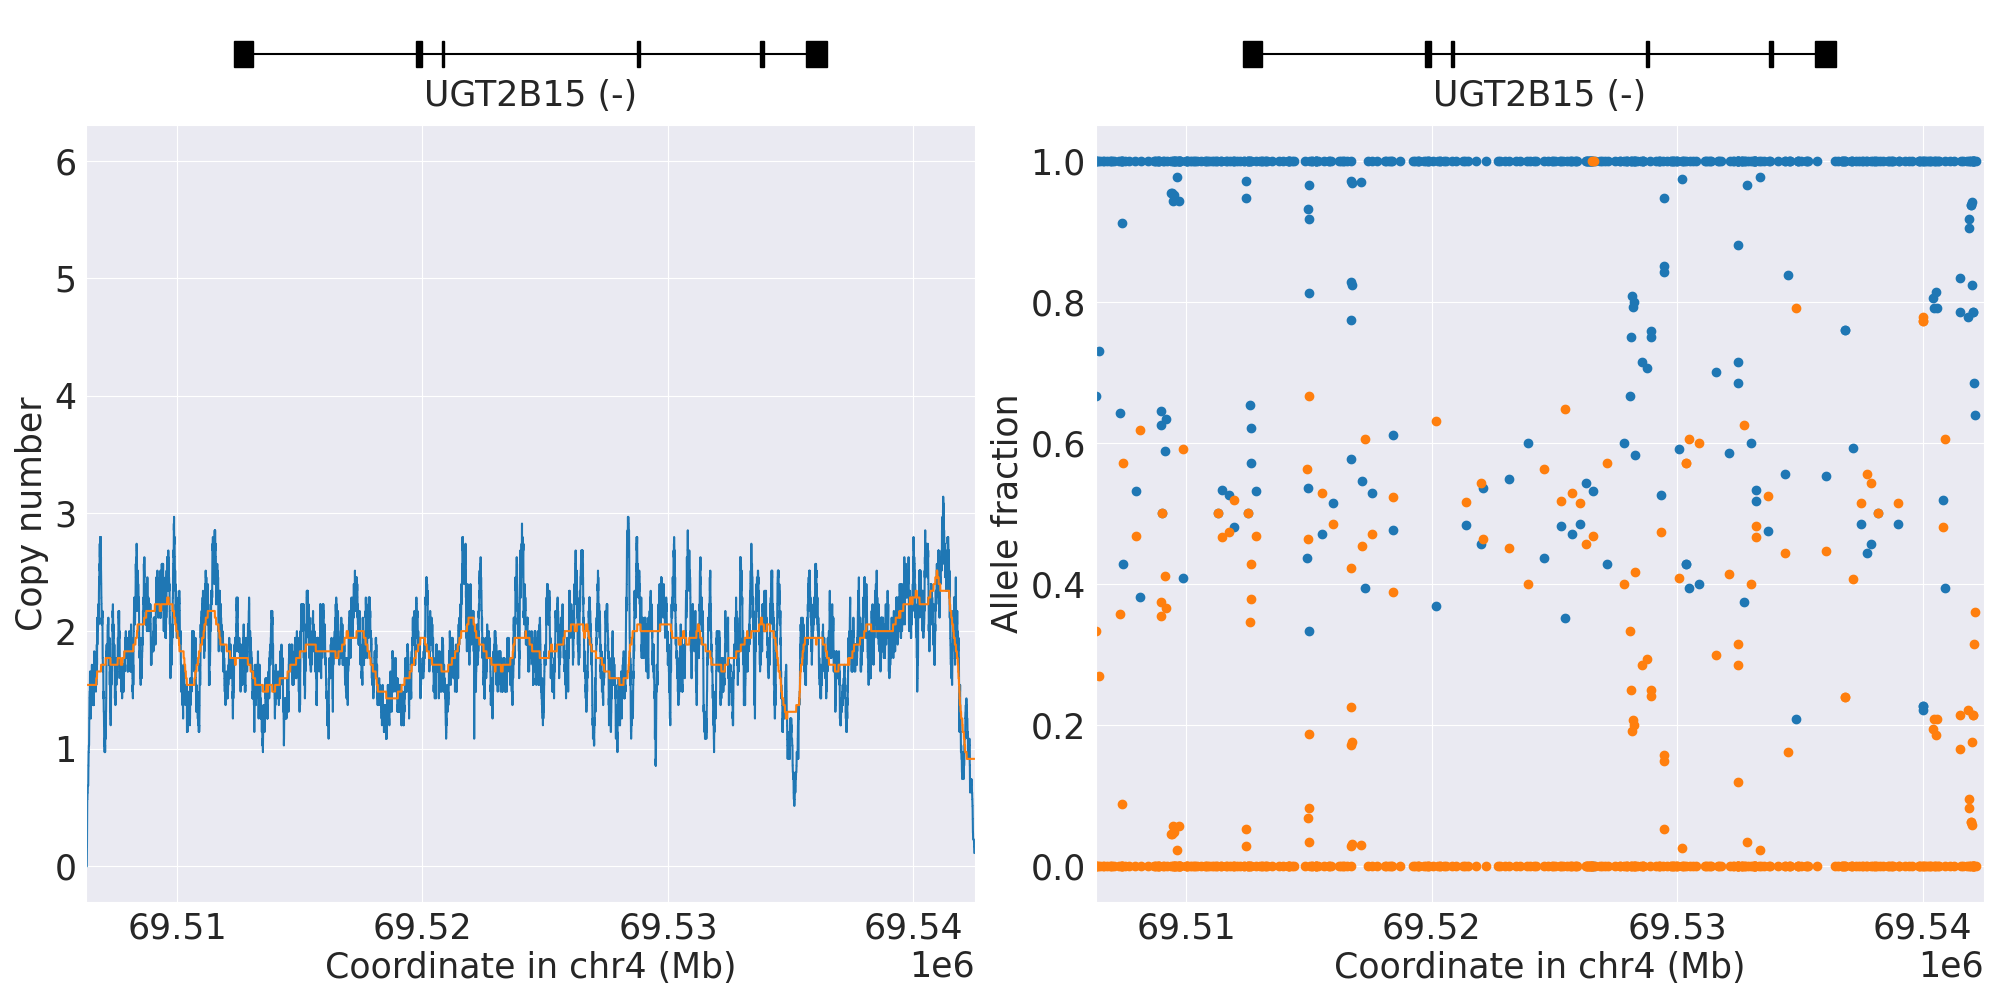 UGT2B15 (-)
6
5
4
3
2
1
0
Copy number
69.51 69.52 69.53 69.54
Coordinate in chr4 (Mb)
1e6
UGT2B15 (-)
1.0
0.8
0.6
0.4
0.2
0.0
Allele fraction
69.51 69.52 69.53 69.54
Coordinate in chr4 (Mb)
1e6